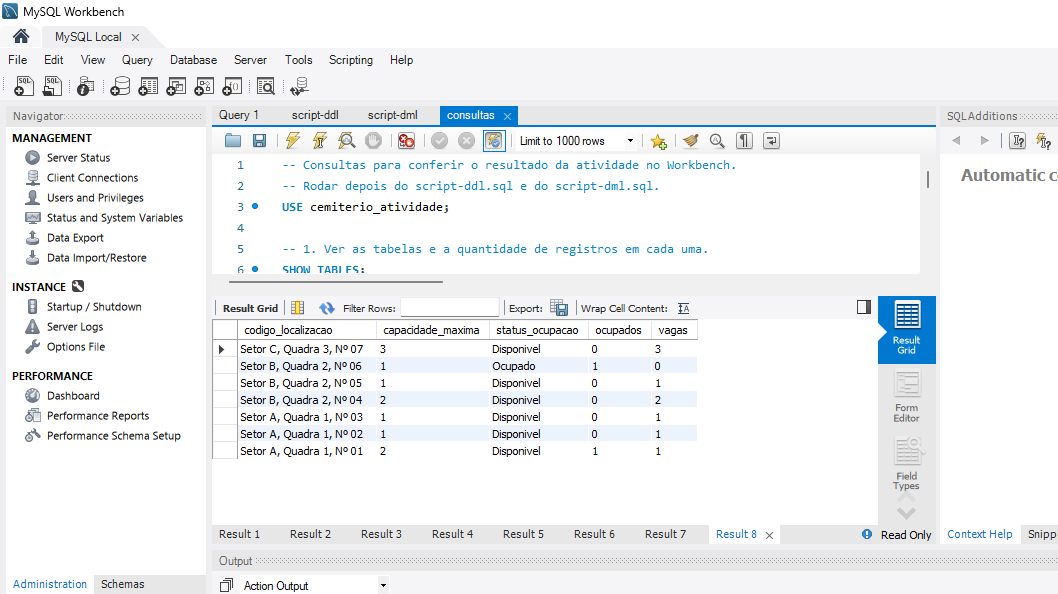 MySQL Workbench
MySQL Local
File Edit View Query Database Server Tools Scripting Help
Navigator
MANAGEMENT
Server Status
Client Connections
Users and Privileges
Status and System Variables
Data Export
Data Import/Restore
INSTANCE
Startup / Shutdown
Server Logs
Options File
PERFORMANCE
Dashboard
Performance Reports
Performance Schema Setup
Administration Schemas
Query 1 script-ddl script-dml consultas
Limit to 1000 rows
1 -- Consultas para conferir o resultado da atividade no Workbench.
2 -- Rodar depois do script-ddl.sql e do script-dml.sql.
3 USE cemiterio_atividade;
4
5 -- 1. Ver as tabelas e a quantidade de registros em cada uma.
6 SHOW TABLES;
Result Grid Filter Rows: Export: Wrap Cell Content:
codigo_localizacao capacidade_maxima status_ocupacao ocupados vagas
Setor C, Quadra 3, Nº 07 3 Disponivel 0 3
Setor B, Quadra 2, Nº 06 1 Ocupado 1 0
Setor B, Quadra 2, Nº 05 1 Disponivel 0 1
Setor B, Quadra 2, Nº 04 2 Disponivel 0 2
Setor A, Quadra 1, Nº 03 1 Disponivel 0 1
Setor A, Quadra 1, Nº 02 1 Disponivel 0 1
Setor A, Quadra 1, Nº 01 2 Disponivel 1 1
Result
Grid
Form
Editor
Field
Types
Result 1 Result 2 Result 3 Result 4 Result 5 Result 6 Result 7 Result 8 Read Only
Output
Action Output
SQLAdditions
Automatic c
Context Help Snipp